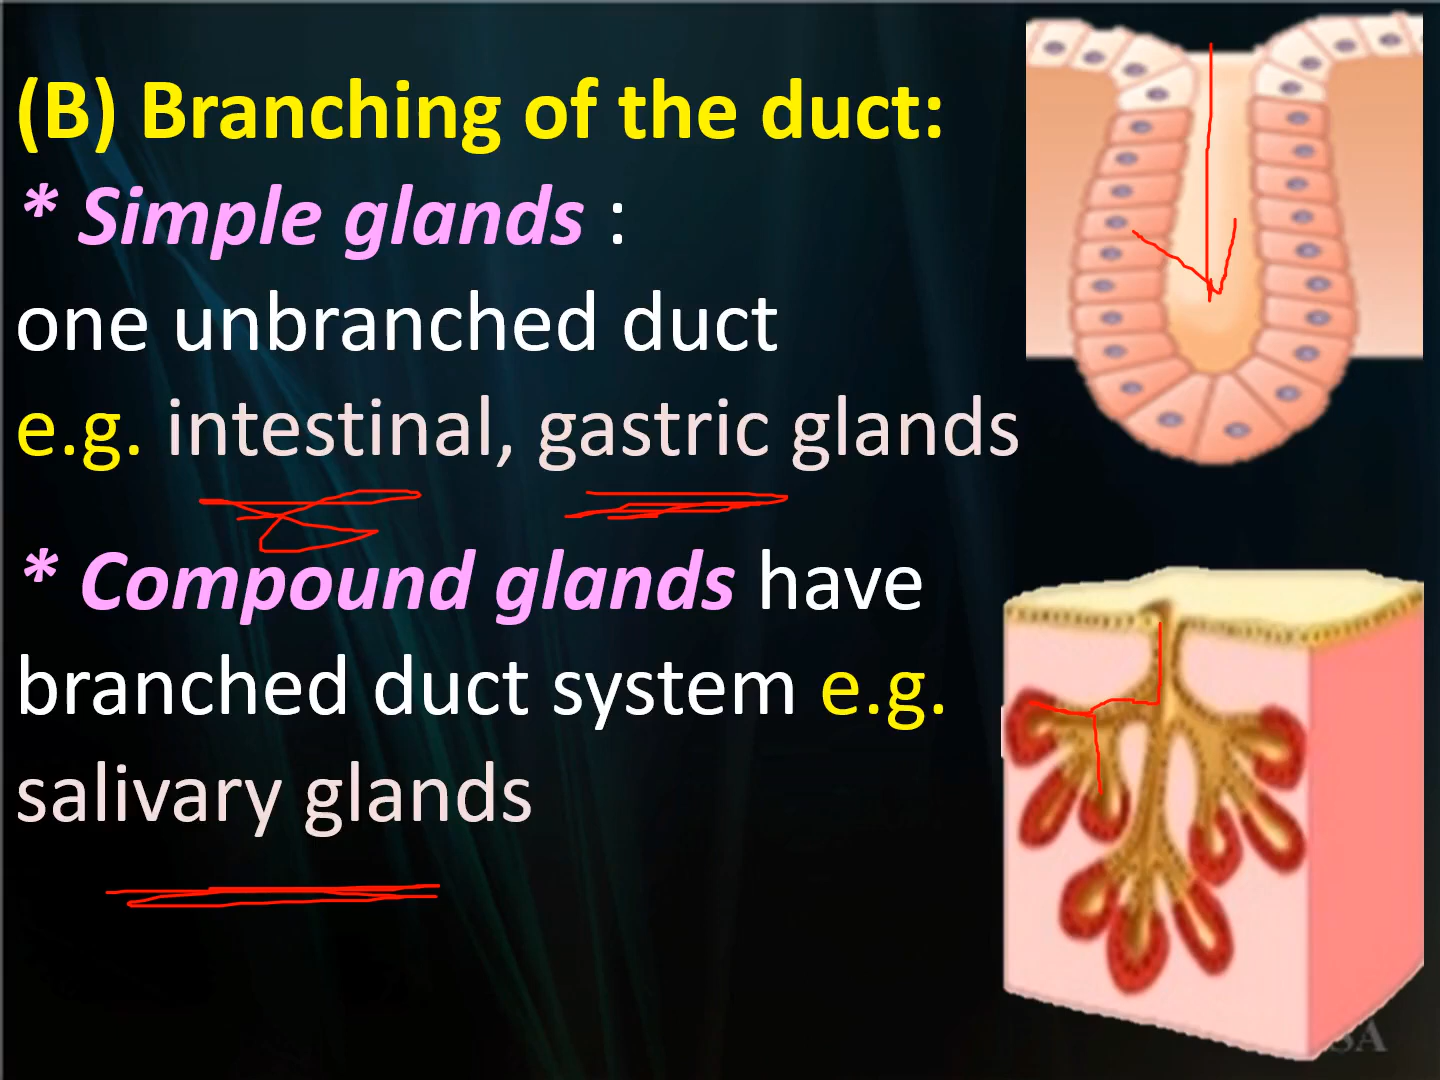 (B) Branching of the duct:
* Simple glands :
one unbranched duct
e.g. intestinal, gastric glands
* Compound glands have
branched duct system e.g.
salivary glands